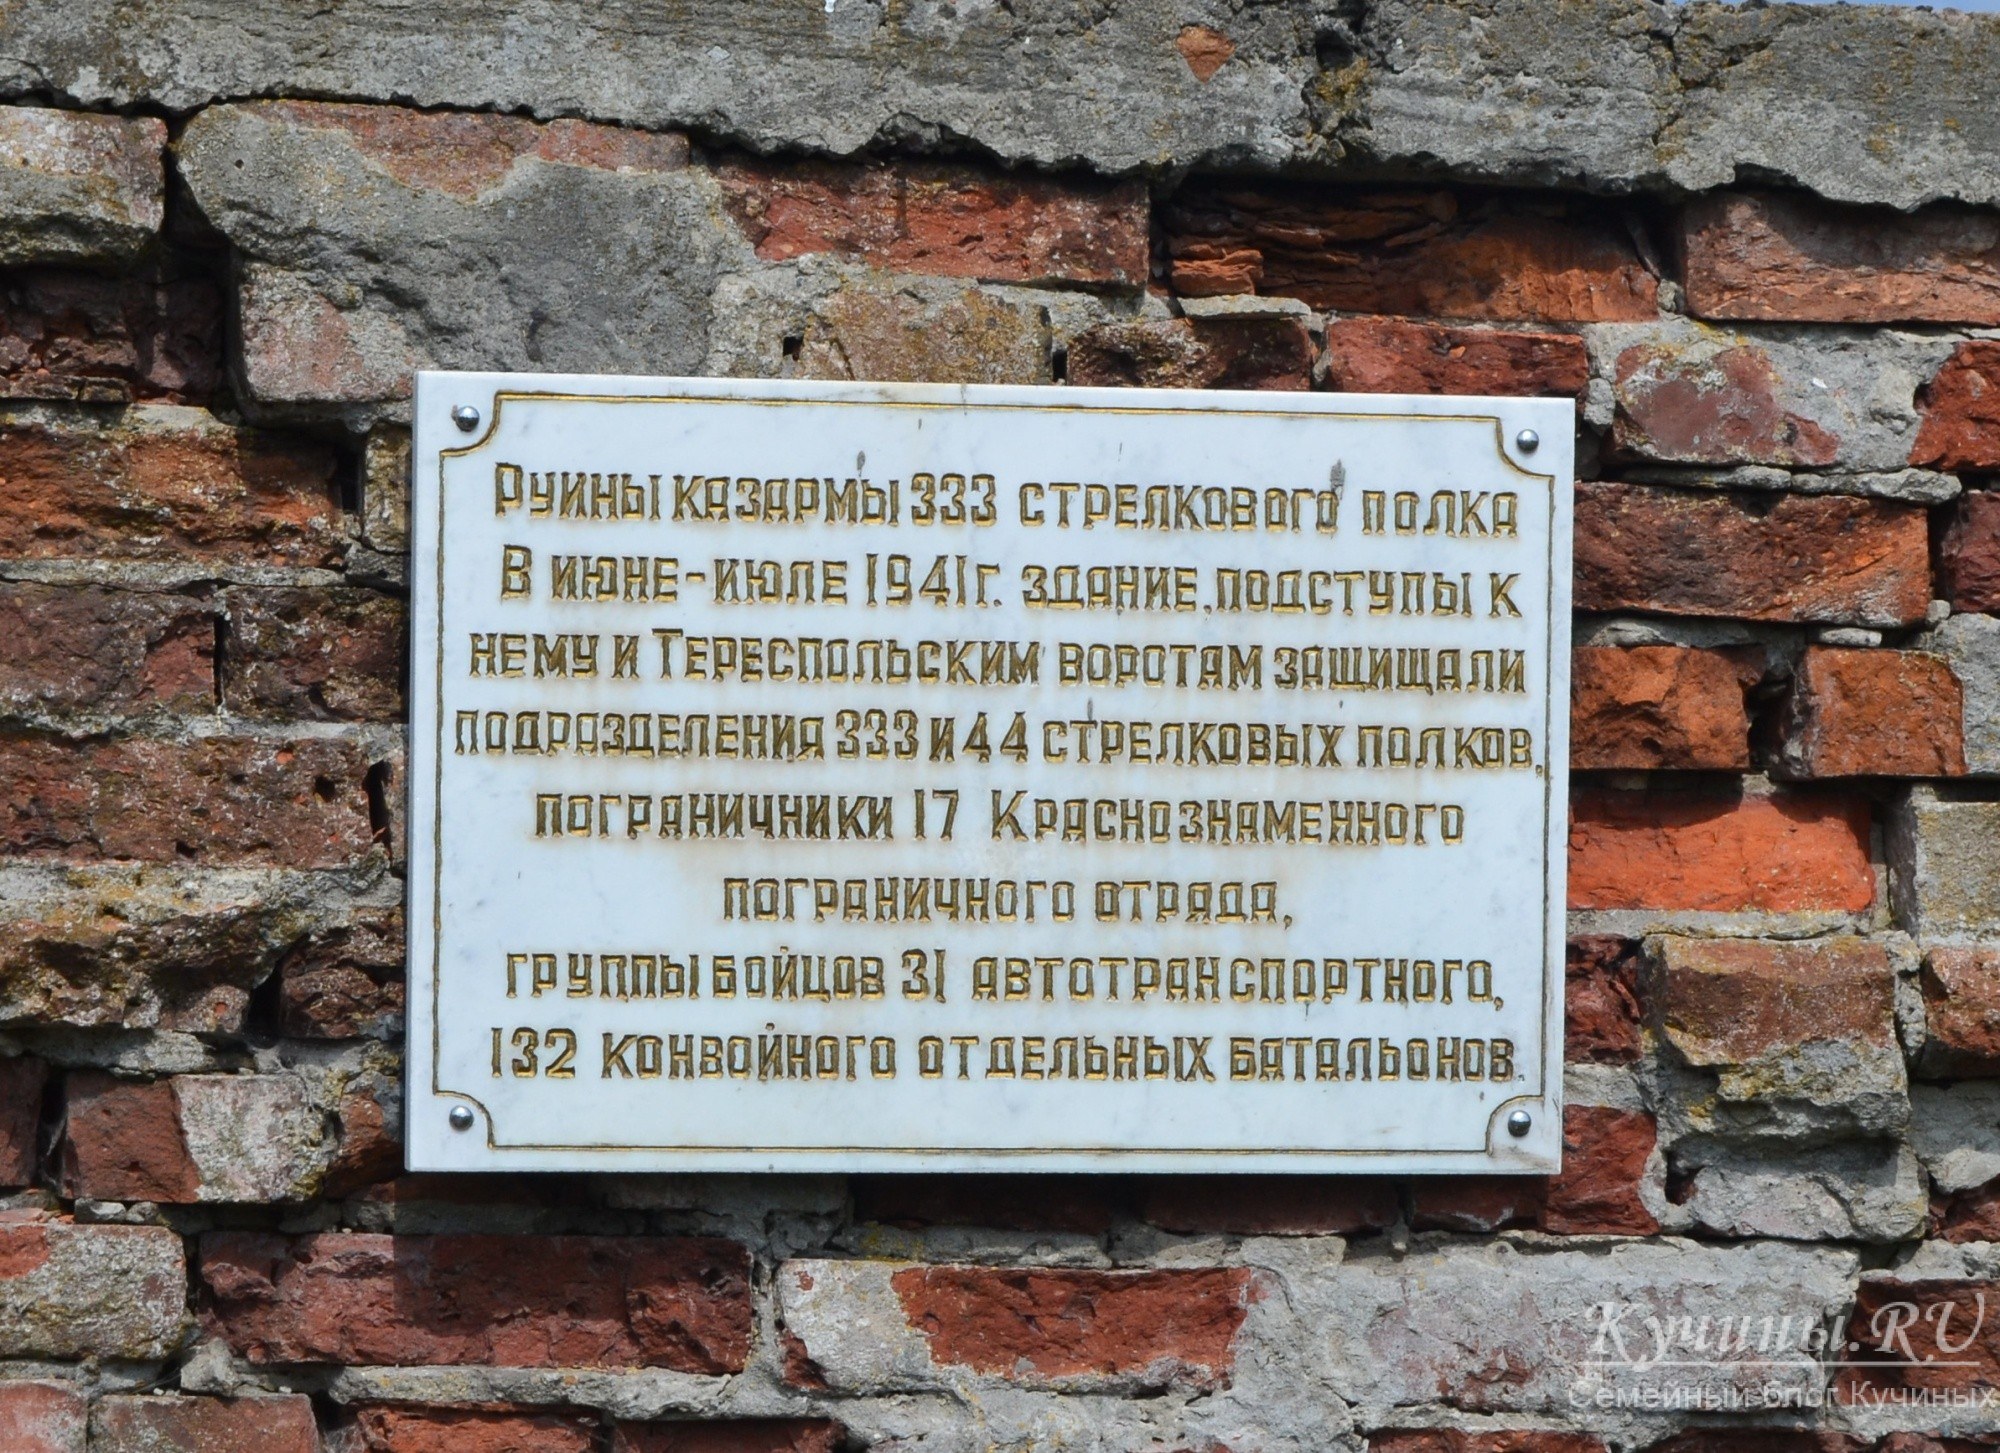 Руины казармы 333 стрелкового полка
В июне-июле 1941г. здание, подступы к
нему и Тереспольским воротам защищали
подразделения 333 и 44 стрелковых полков,
пограничники 17 Краснознаменного
пограничного отряда,
группы бойцов 31 автотранспортного,
132 конвойного отдельных батальонов.
Кучины.RU
Семейный блог Кучиных